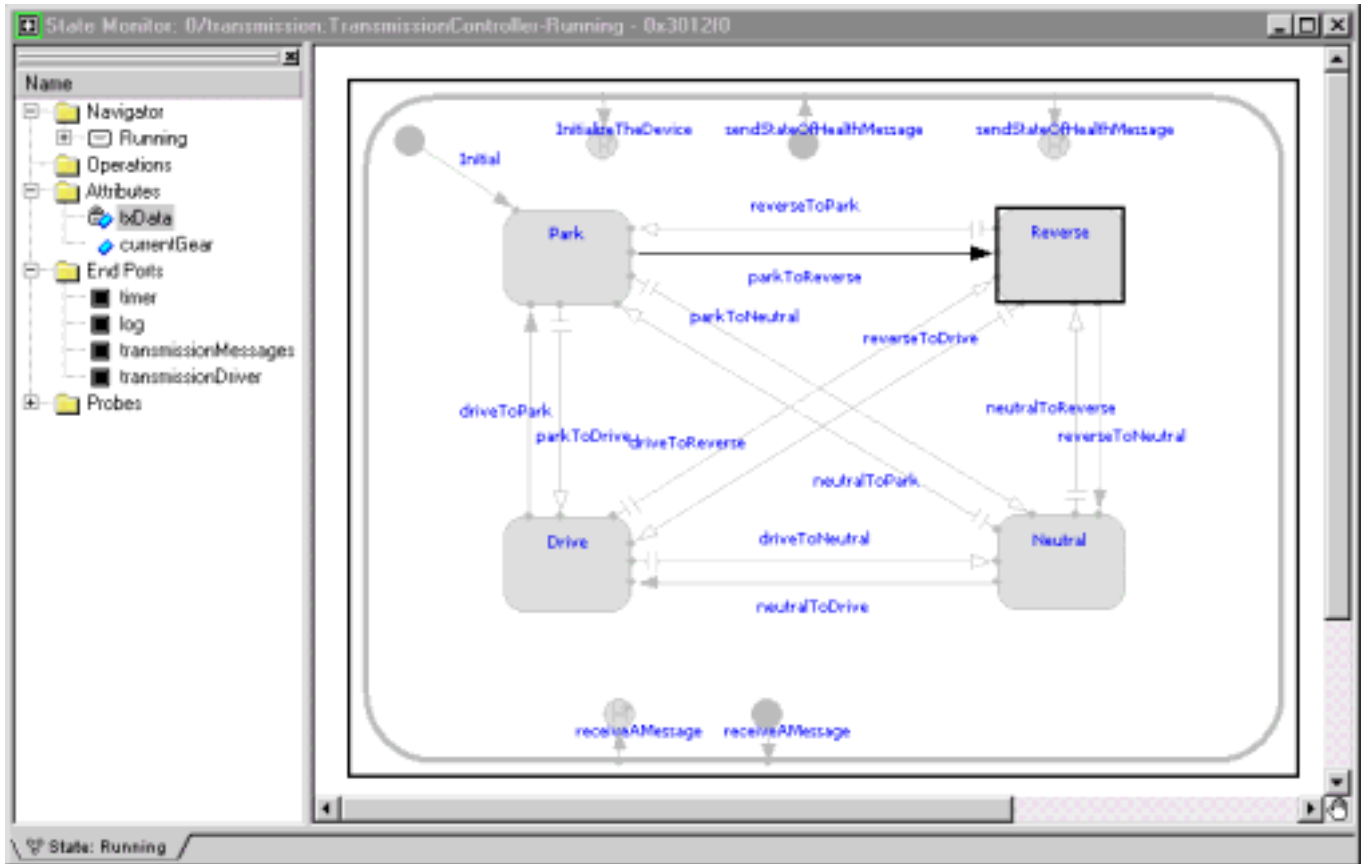 State Monitor: 0/transmission:TransmissionController-Running - 0x3012f0
Name
Navigator
Running
Operations
Attributes
txData
currentGear
End Ports
timer
log
transmissionMessages
transmissionDriver
Probes
InitializeTheDevice
sendStateOfHealthMessage
sendStateOfHealthMessage
Initial
reverseToPark
Park
Reverse
parkToReverse
parkToNeutral
reverseToDrive
driveToPark
neutralToReverse
parkToDrive
driveToReverse
reverseToNeutral
neutralToPark
Drive
driveToNeutral
Neutral
neutralToDrive
receiveAMessage
receiveAMessage
State: Running